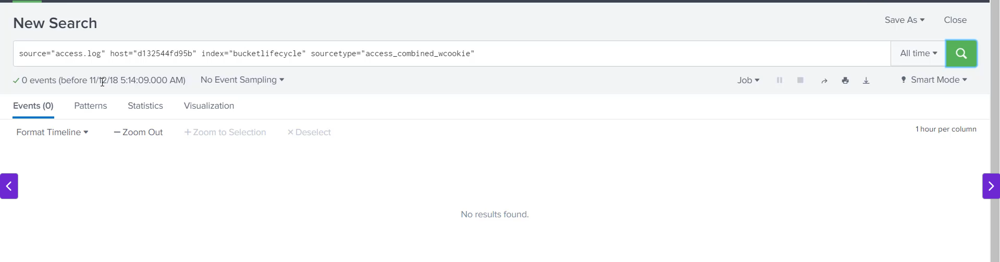 New Search
Save As Close
source="access.log" host="d132544fd95b" index="bucketlifecycle" sourcetype="access_combined_wcookie"
All time
0 events (before 11/12/18 5:14:09.000 AM) No Event Sampling
Job Smart Mode
Events (0) Patterns Statistics Visualization
Format Timeline — Zoom Out + Zoom to Selection × Deselect
1 hour per column
No results found.